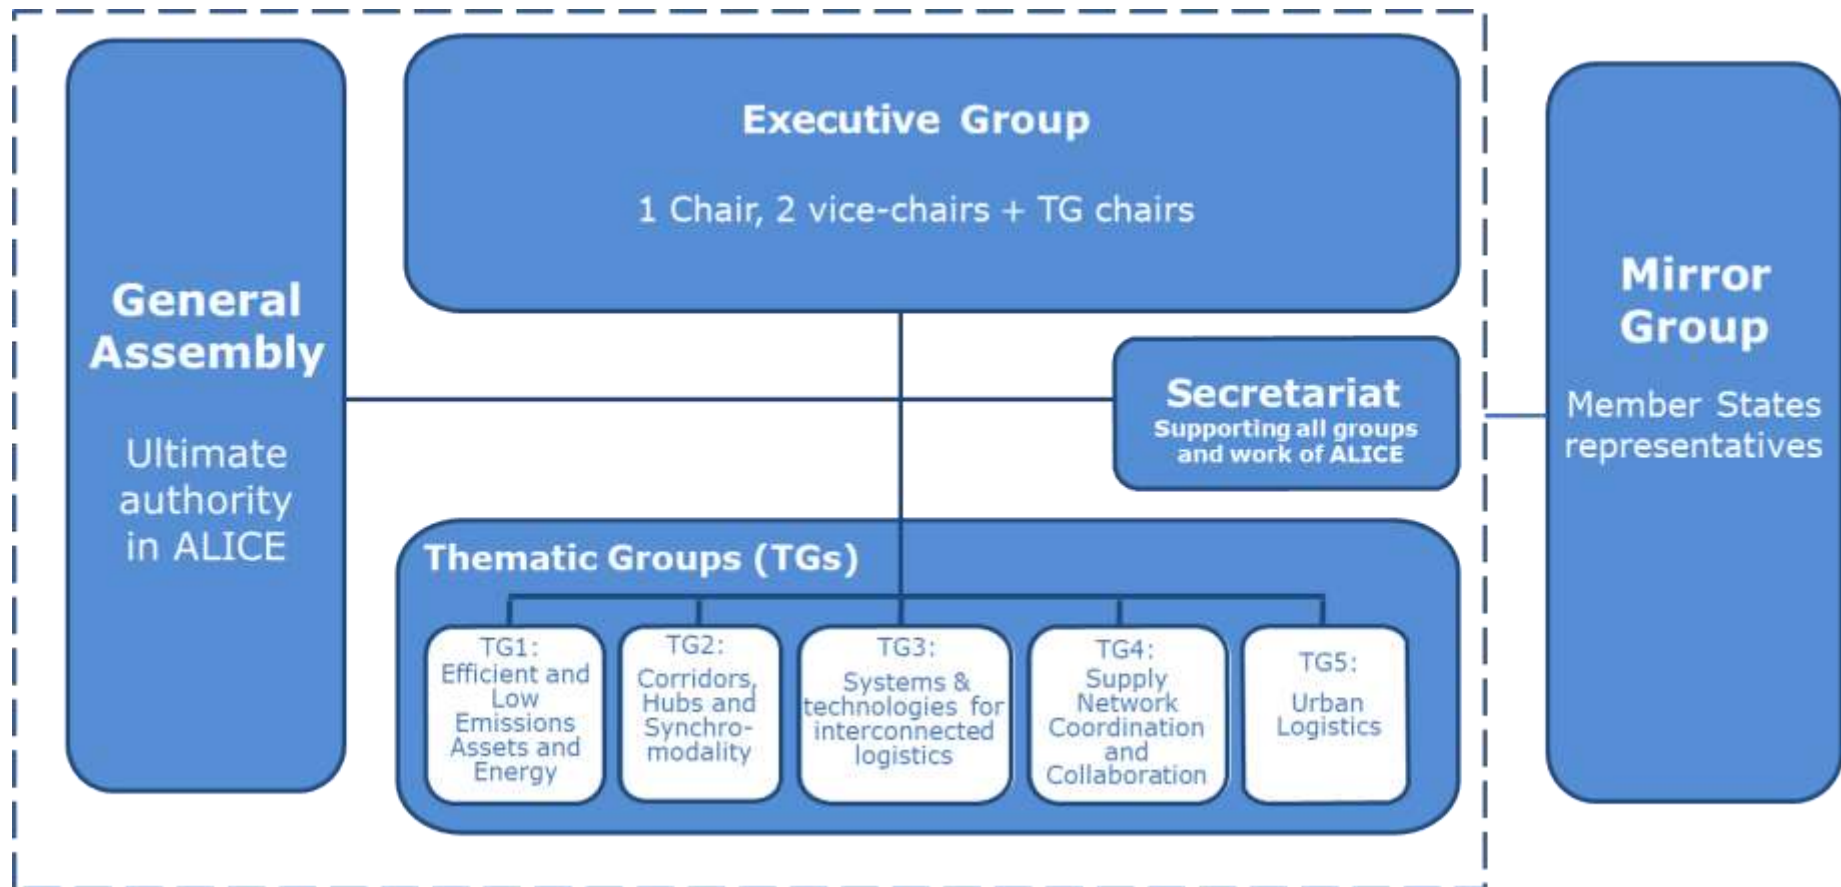 General
Assembly
Ultimate
authority
in ALICE
Executive Group
1 Chair, 2 vice-chairs + TG chairs
Secretariat
Supporting all groups
and work of ALICE
Thematic Groups (TGs)
TG1:
Efficient and
Low
Emissions
Assets and
Energy
TG2:
Corridors,
Hubs and
Synchro-
modality
TG3:
Systems &
technologies for
interconnected
logistics
TG4:
Supply
Network
Coordination
and
Collaboration
TG5:
Urban
Logistics
Mirror
Group
Member States
representatives